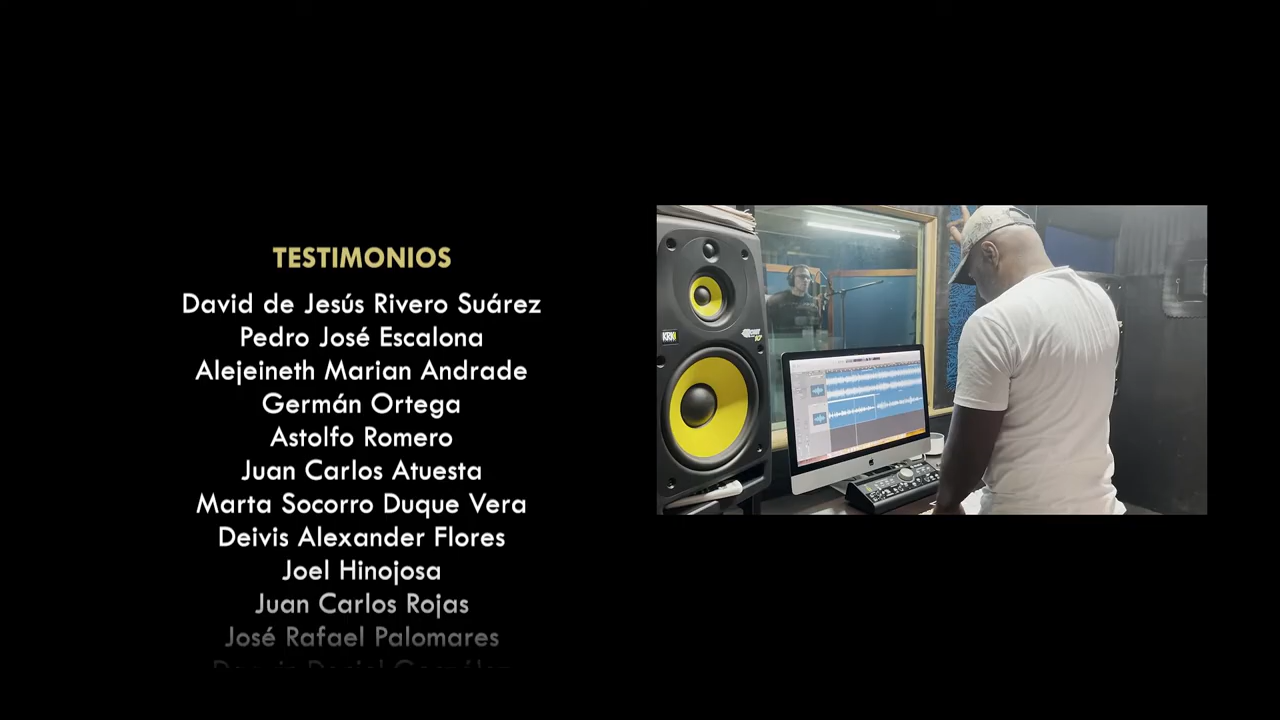 TESTIMONIOS
David de Jesús Rivero Suárez
Pedro José Escalona
Alejeineth Marian Andrade
Germán Ortega
Astolfo Romero
Juan Carlos Atuesta
Marta Socorro Duque Vera
Deivis Alexander Flores
Joel Hinojosa
Juan Carlos Rojas
José Rafael Palomares
KRK